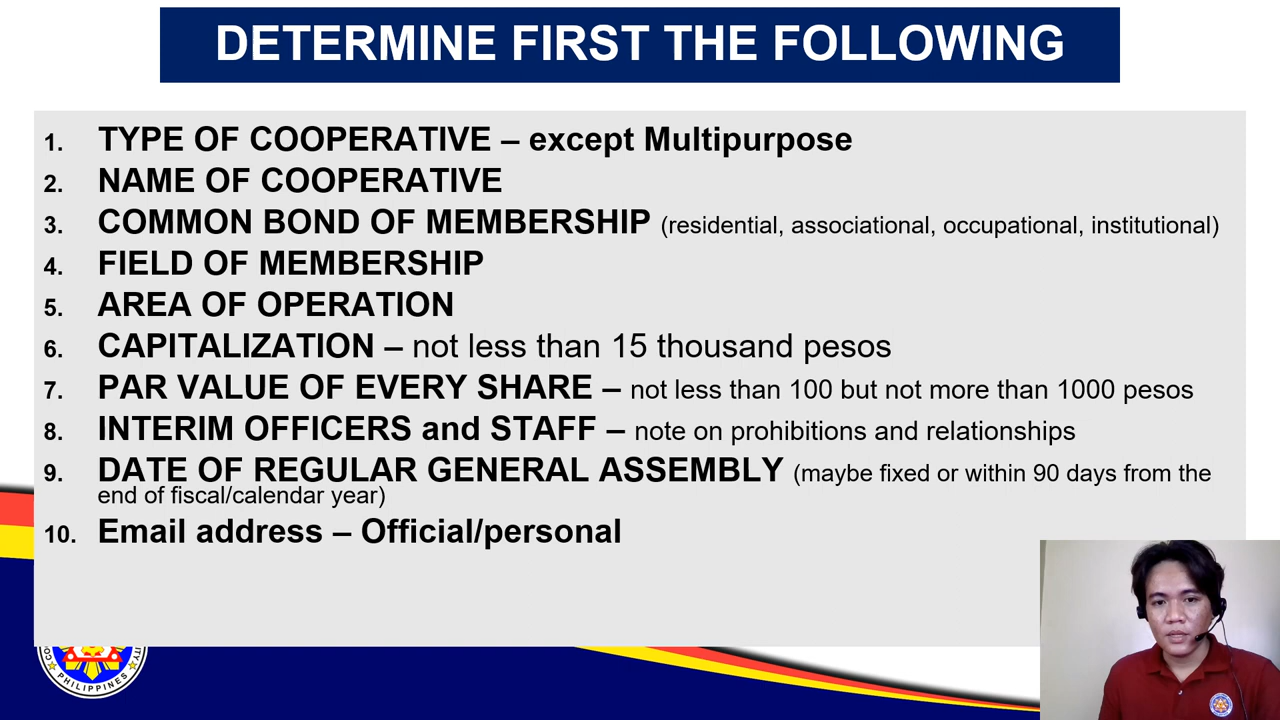 DETERMINE FIRST THE FOLLOWING
1. TYPE OF COOPERATIVE – except Multipurpose
2. NAME OF COOPERATIVE
3. COMMON BOND OF MEMBERSHIP (residential, associational, occupational, institutional)
4. FIELD OF MEMBERSHIP
5. AREA OF OPERATION
6. CAPITALIZATION – not less than 15 thousand pesos
7. PAR VALUE OF EVERY SHARE – not less than 100 but not more than 1000 pesos
8. INTERIM OFFICERS and STAFF – note on prohibitions and relationships
9. DATE OF REGULAR GENERAL ASSEMBLY (maybe fixed or within 90 days from the
end of fiscal/calendar year)
10. Email address – Official/personal
PHILIPPINES